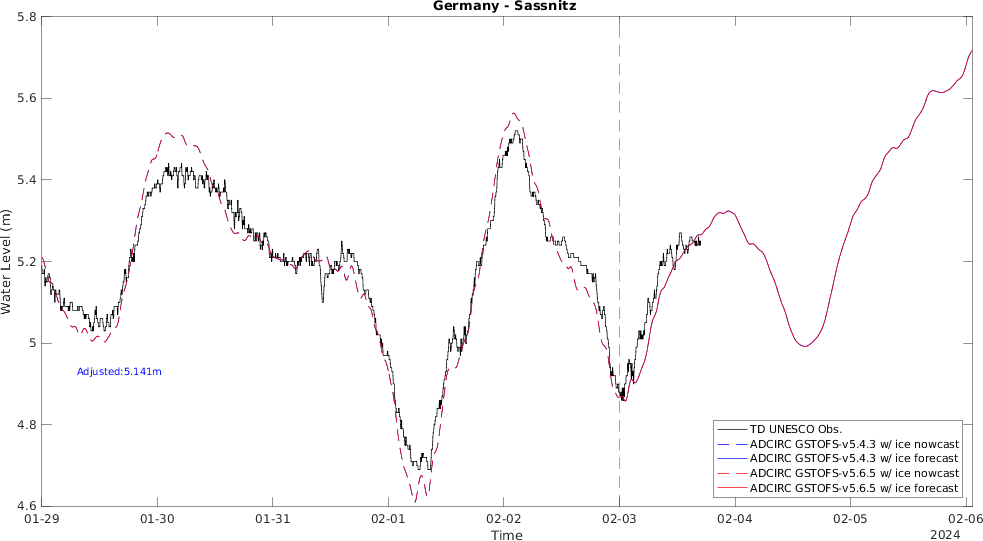 Germany - Sassnitz
5.8
5.6
5.4
5.2
5
4.8
4.6
Water Level (m)
Adjusted:5.141m
TD UNESCO Obs.
ADCIRC GSTOFS-v5.4.3 w/ ice nowcast
ADCIRC GSTOFS-v5.4.3 w/ ice forecast
ADCIRC GSTOFS-v5.6.5 w/ ice nowcast
ADCIRC GSTOFS-v5.6.5 w/ ice forecast
01-29 01-30 01-31 02-01 02-02 02-03 02-04 02-05 02-06
Time
2024